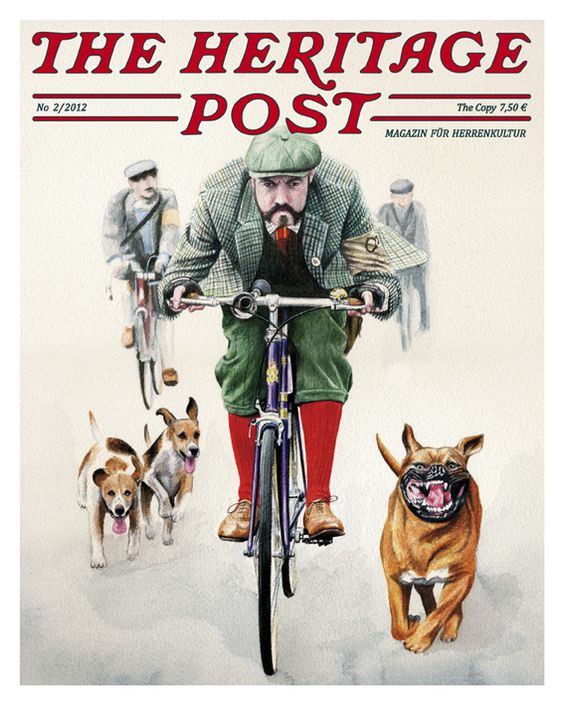 THE HERITAGE
POST
No 2/2012
The Copy 7,50 €
MAGAZIN FÜR HERRENKULTUR